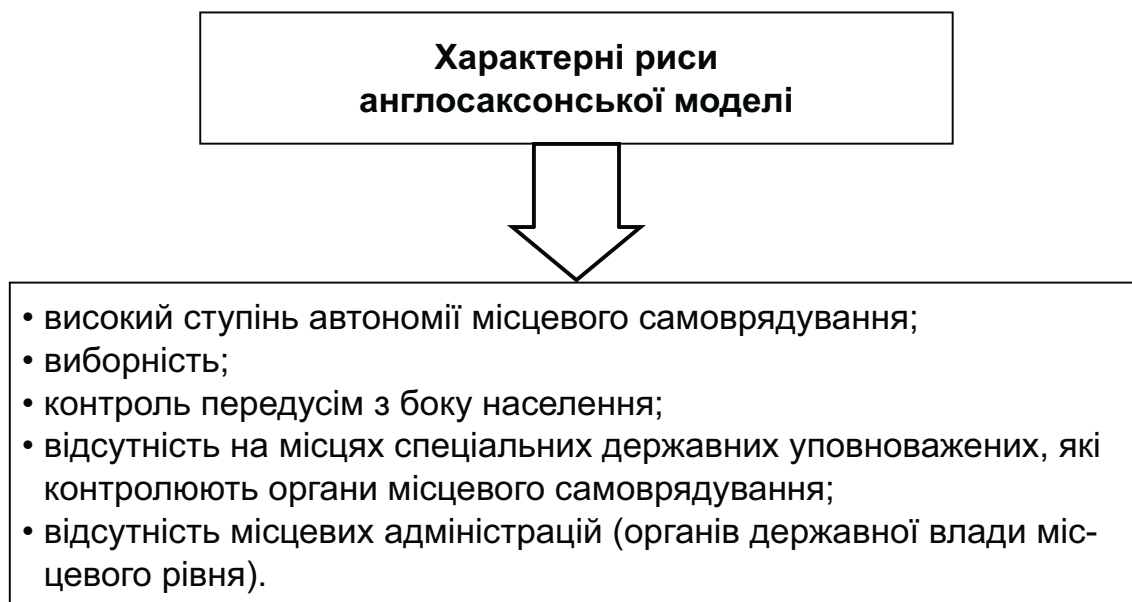 Характерні риси
англосаксонської моделі
• високий ступінь автономії місцевого самоврядування;
• виборність;
• контроль передусім з боку населення;
• відсутність на місцях спеціальних державних уповноважених, які
контролюють органи місцевого самоврядування;
• відсутність місцевих адміністрацій (органів державної влади міс-
цевого рівня).